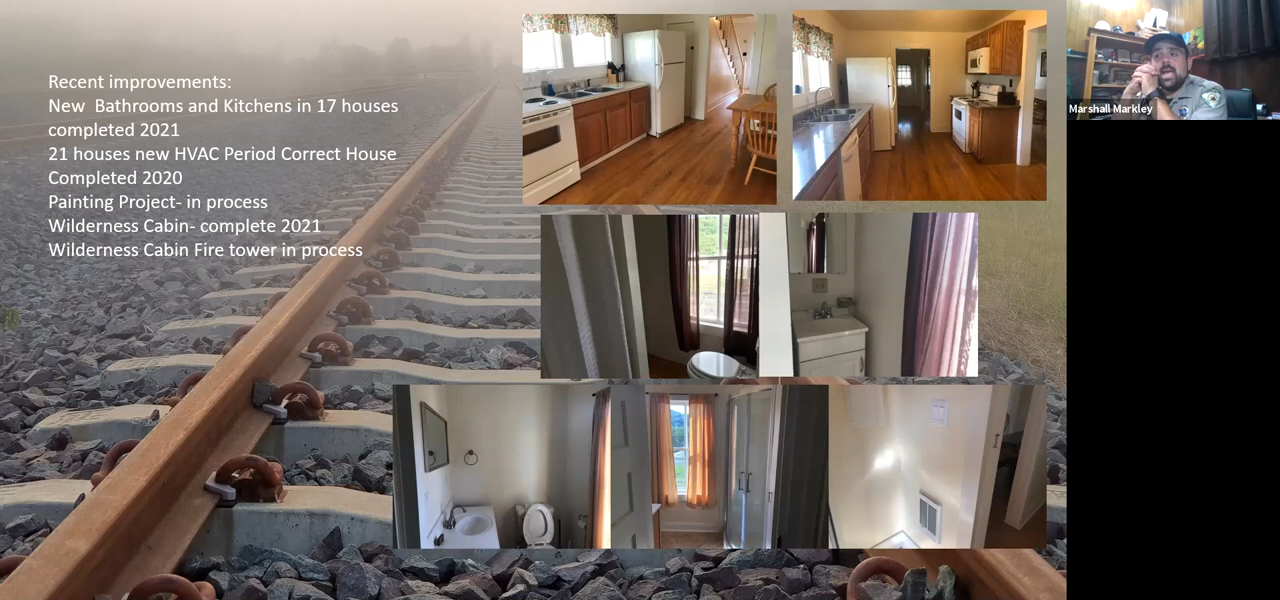 Recent improvements:
New  Bathrooms and Kitchens in 17 houses
completed 2021
21 houses new HVAC Period Correct House
Completed 2020
Painting Project- in process
Wilderness Cabin- complete 2021
Wilderness Cabin Fire tower in process
Marshall Markley